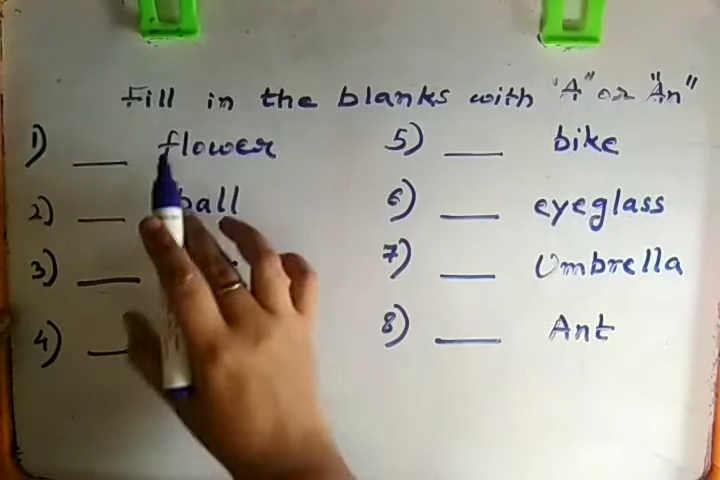 Fill in the blanks with "A" or "An"
1) ___ flower
2) ___ ball
3) ___
4) ___
5) ___ bike
6) ___ eyeglass
7) ___ Umbrella
8) ___ Ant